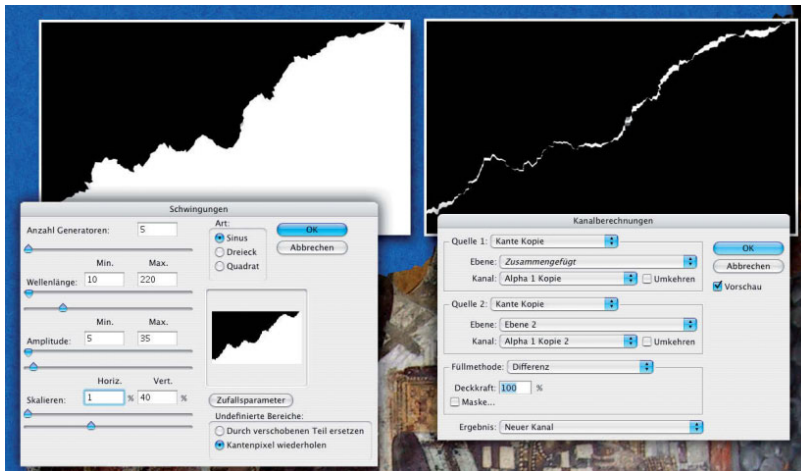 Schwingungen
Anzahl Generatoren: 5
Min. Max.
Wellenlänge: 10 220
Min. Max.
Amplitude: 5 35
Horiz. Vert.
Skalieren: 1 % 40 %
Art:
Sinus
Dreieck
Quadrat
OK
Abbrechen
Zufallsparameter
Undefinierte Bereiche:
Durch verschobenen Teil ersetzen
Kantenpixel wiederholen
Kanalberechnungen
Quelle 1: Kante Kopie
Ebene: Zusammengefügt
Kanal: Alpha 1 Kopie Umkehren
Quelle 2: Kante Kopie
Ebene: Ebene 2
Kanal: Alpha 1 Kopie 2 Umkehren
Füllmethode: Differenz
Deckkraft: 100 %
Maske...
Ergebnis: Neuer Kanal
OK
Abbrechen
Vorschau